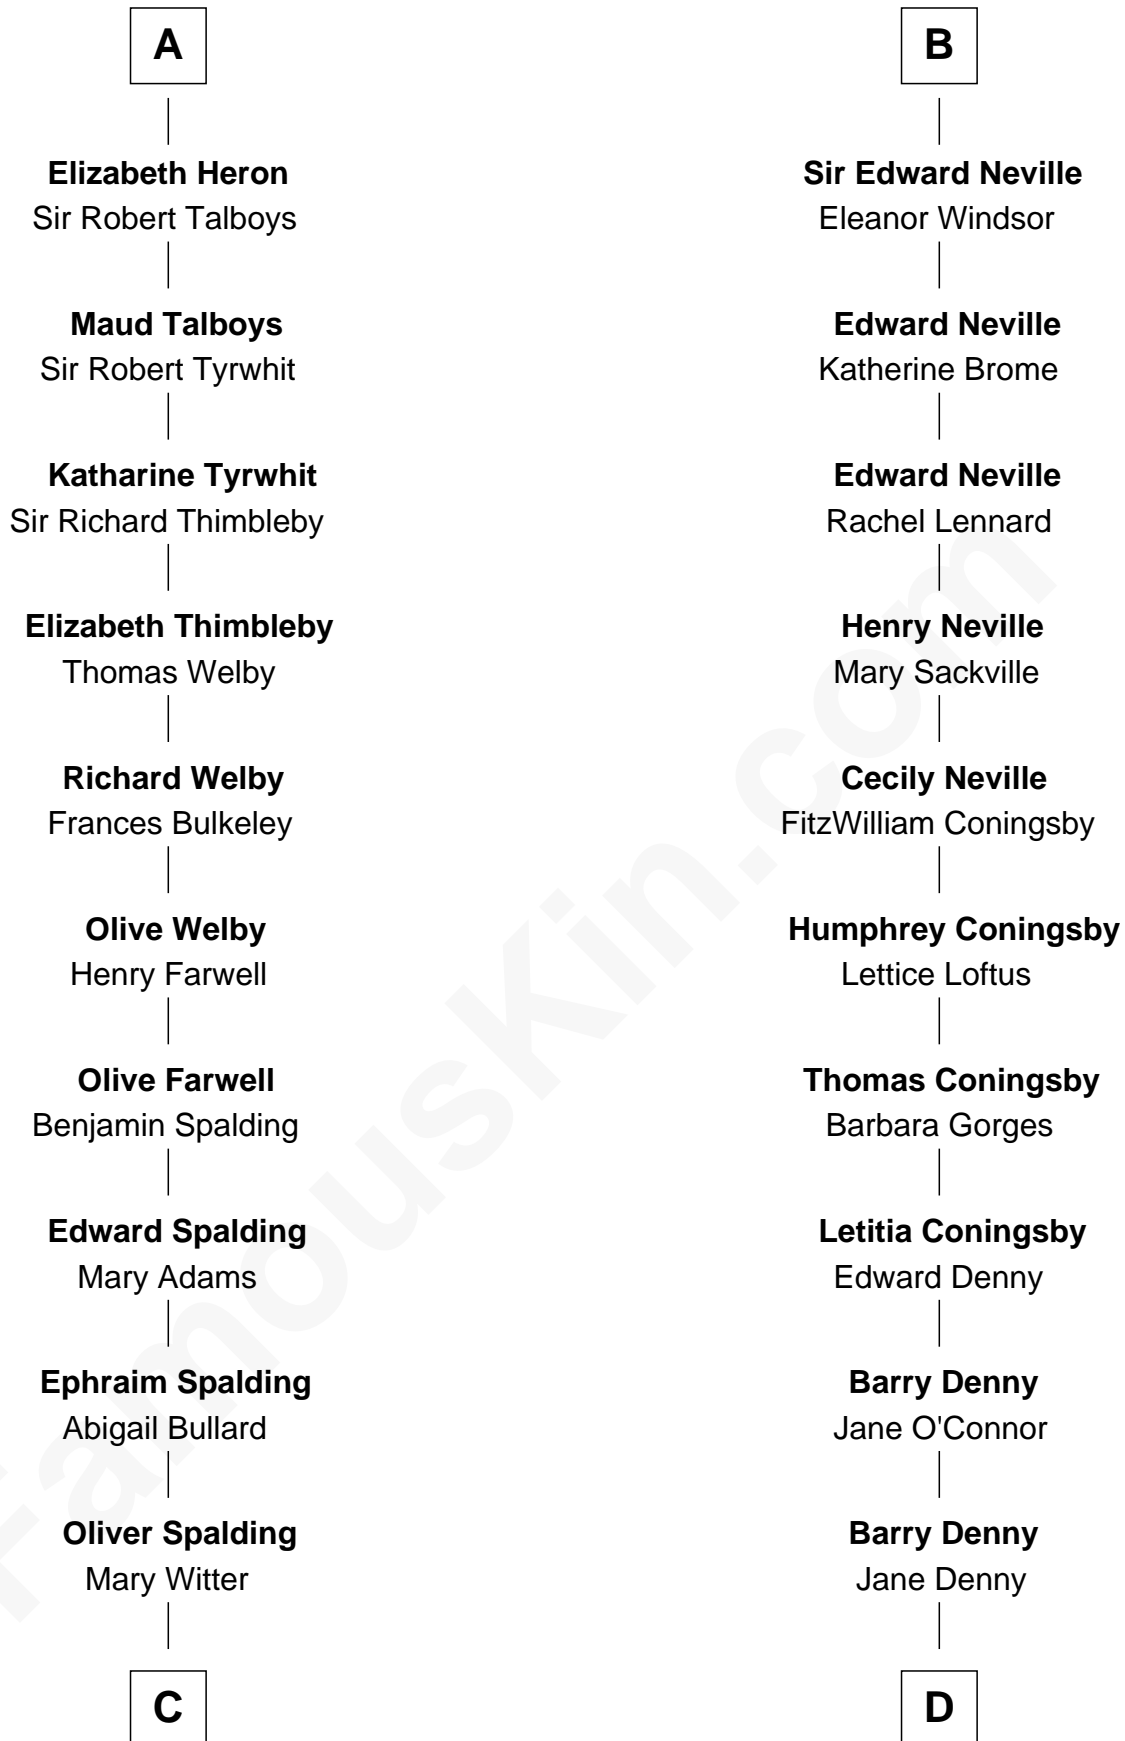 A
Elizabeth Heron
Sir Robert Talboys
Maud Talboys
Sir Robert Tyrwhit
Katharine Tyrwhit
Sir Richard Thimbleby
Elizabeth Thimbleby
Thomas Welby
Richard Welby
Frances Bulkeley
Olive Welby
Henry Farwell
Olive Farwell
Benjamin Spalding
Edward Spalding
Mary Adams
Ephraim Spalding
Abigail Bullard
Oliver Spalding
Mary Witter
C
B
Sir Edward Neville
Eleanor Windsor
Edward Neville
Katherine Brome
Edward Neville
Rachel Lennard
Henry Neville
Mary Sackville
Cecily Neville
FitzWilliam Coningsby
Humphrey Coningsby
Lettice Loftus
Thomas Coningsby
Barbara Gorges
Letitia Coningsby
Edward Denny
Barry Denny
Jane O'Connor
Barry Denny
Jane Denny
D
FamousKin.com